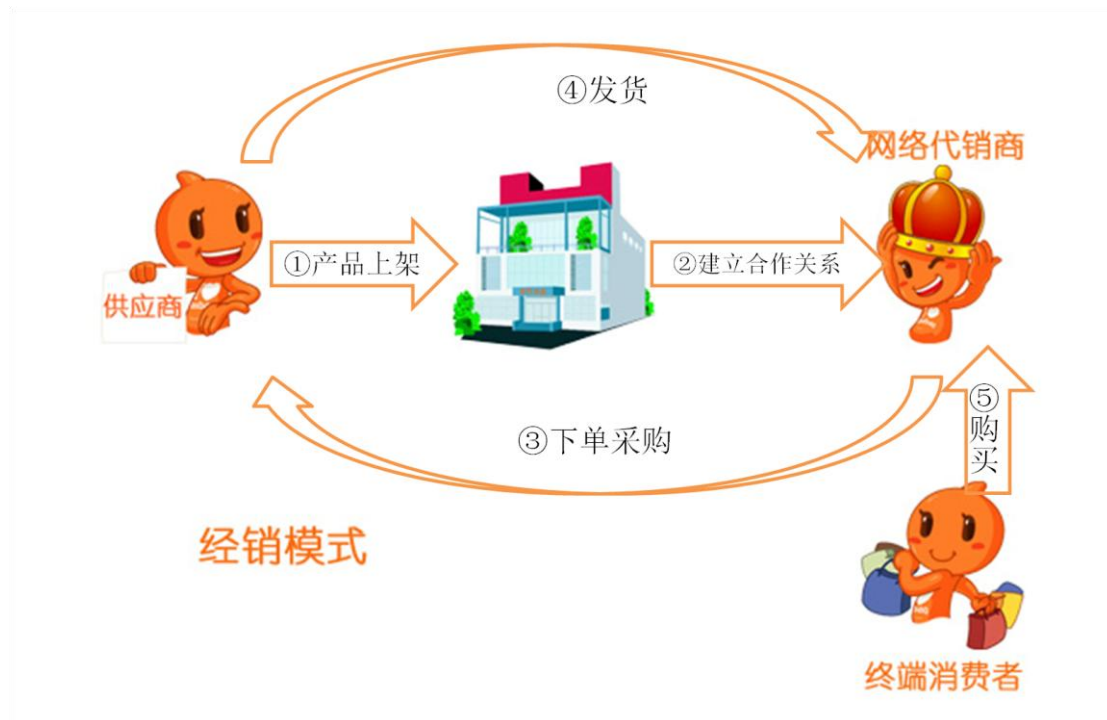 ④发货
网络代销商
①产品上架
②建立合作关系
供应商
③下单采购
⑤购买
经销模式
终端消费者